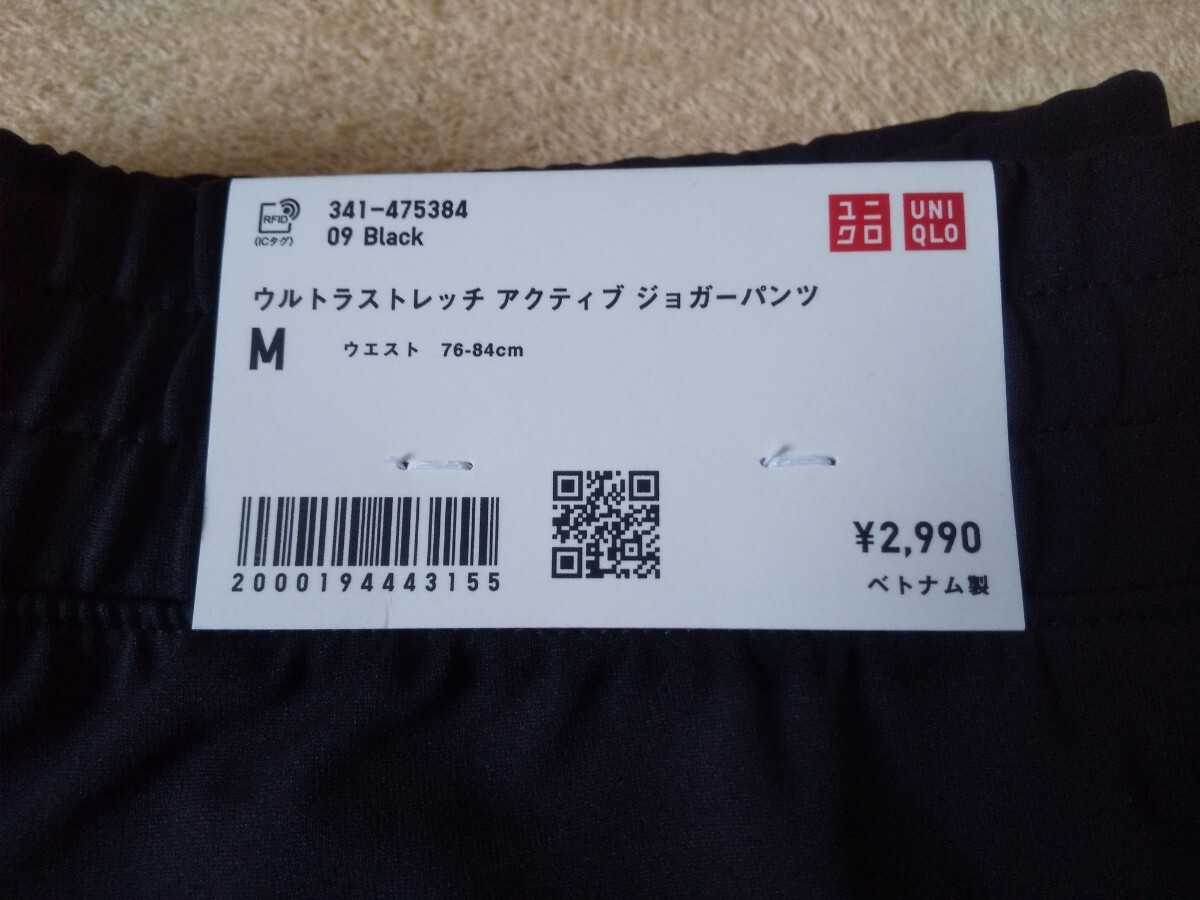 RFID
(ICタグ)
341-475384
09 Black
ユニ
クロ
UNI
QLO
ウルトラストレッチ アクティブ ジョガーパンツ
M ウエスト 76-84cm
2000194443155
¥2,990
ベトナム製